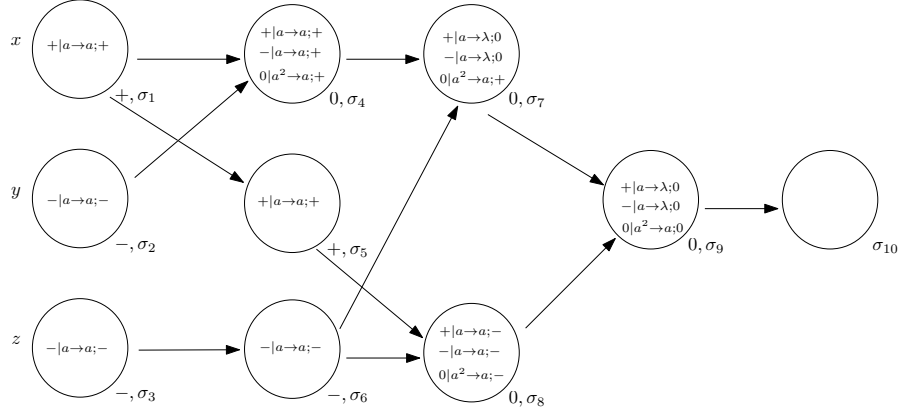 x
+|a→a;+
+, σ1
y
−|a→a;−
−, σ2
z
−|a→a;−
−, σ3
+|a→a;+
−|a→a;+
0|a²→a;+
0, σ4
+|a→a;+
+, σ5
−|a→a;−
−, σ6
+|a→λ;0
−|a→λ;0
0|a²→a;+
0, σ7
+|a→a;−
−|a→a;−
0|a²→a;−
0, σ8
+|a→λ;0
−|a→λ;0
0|a²→a;0
0, σ9
σ10